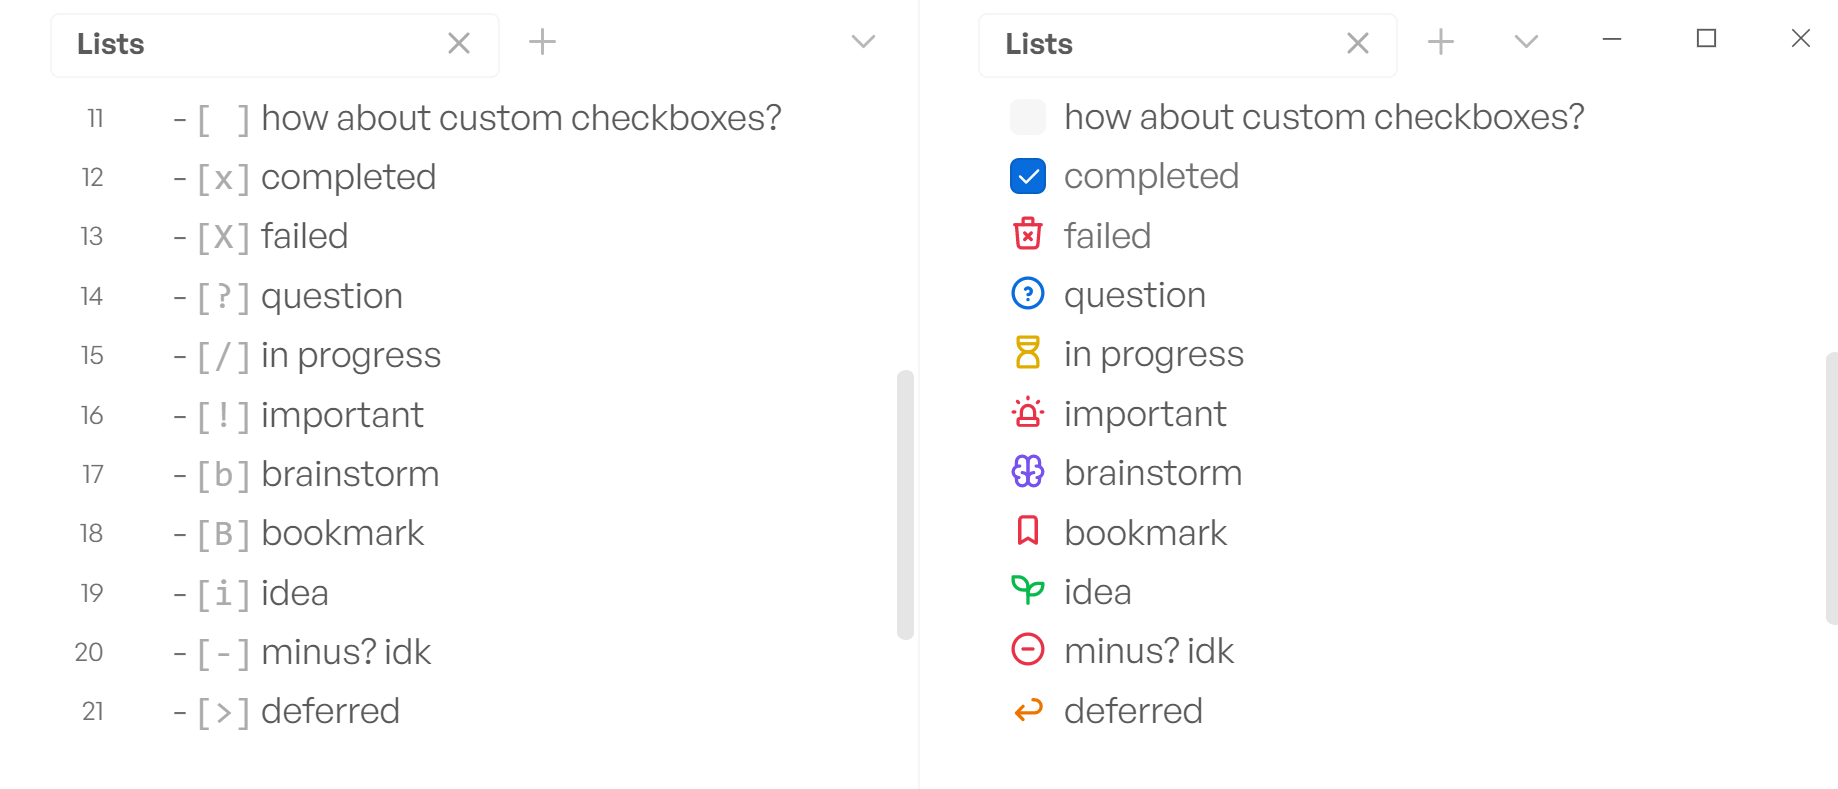 Lists
11 - [ ] how about custom checkboxes?
12 - [x] completed
13 - [X] failed
14 - [?] question
15 - [/] in progress
16 - [!] important
17 - [b] brainstorm
18 - [B] bookmark
19 - [i] idea
20 - [-] minus? idk
21 - [>] deferred
Lists
how about custom checkboxes?
completed
failed
question
in progress
important
brainstorm
bookmark
idea
minus? idk
deferred